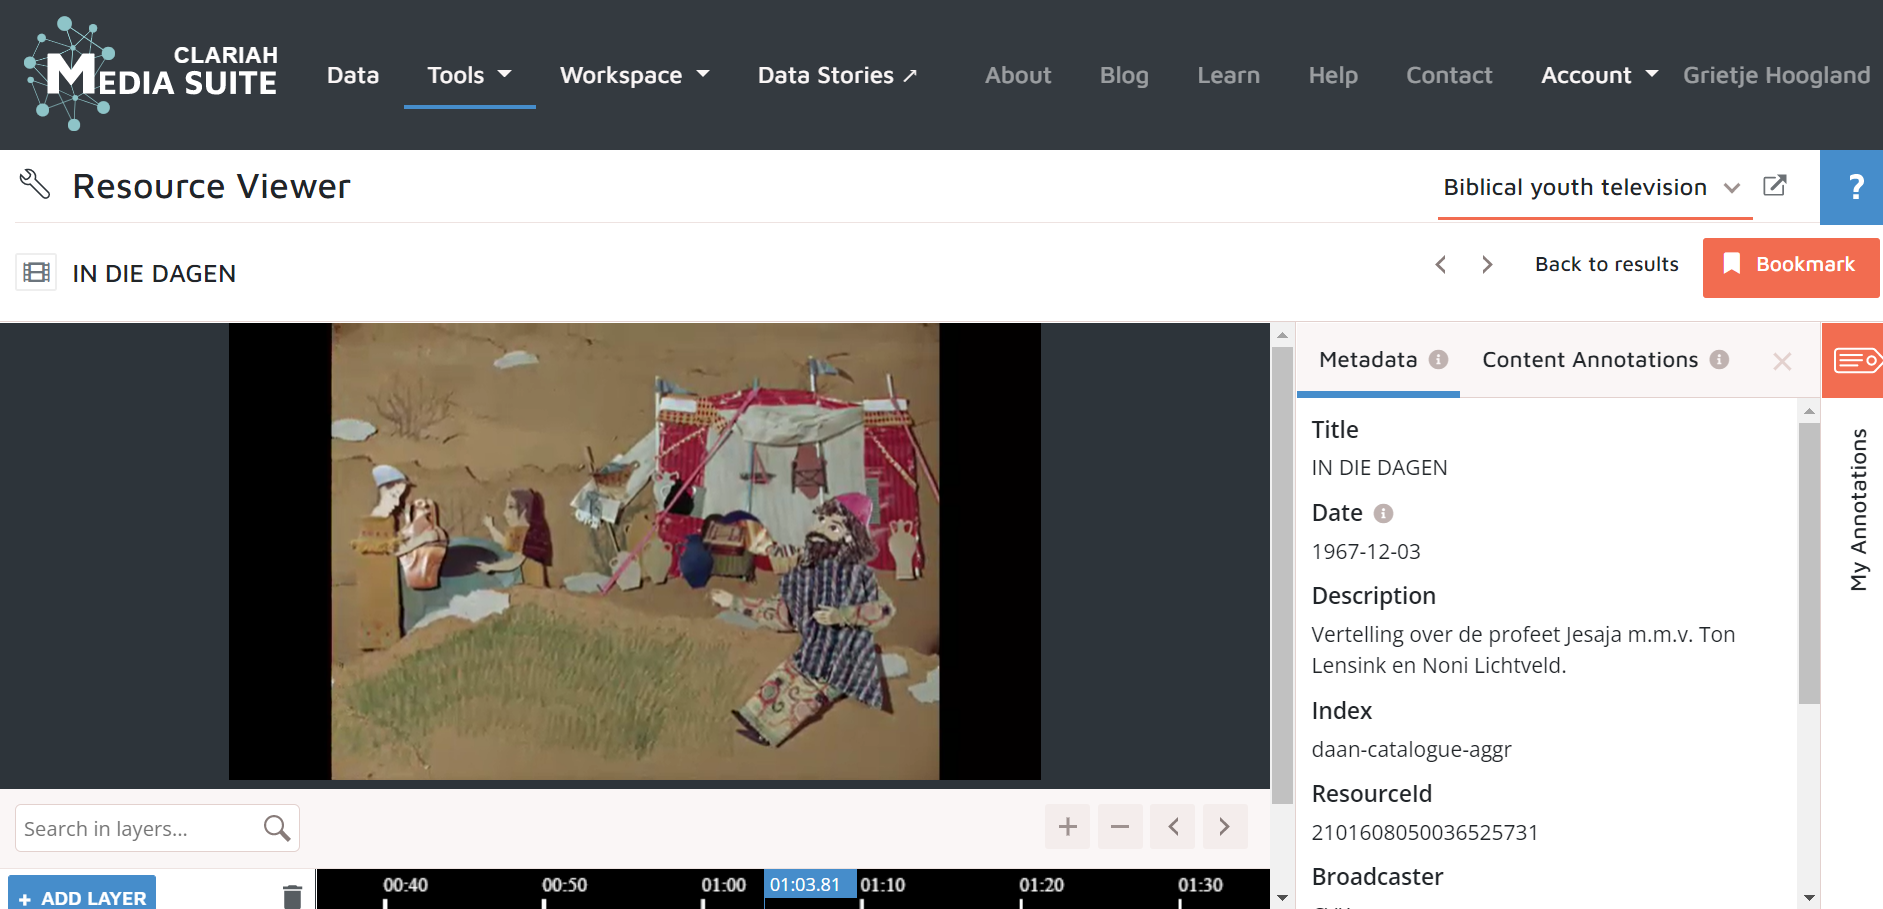 CLARIAH
MEDIA SUITE
Data
Tools
Workspace
Data Stories ↗
About
Blog
Learn
Help
Contact
Account
Grietje Hoogland
Resource Viewer
Biblical youth television
?
IN DIE DAGEN
Back to results
Bookmark
Metadata
Content Annotations
My Annotations
Title
IN DIE DAGEN
Date
1967-12-03
Description
Vertelling over de profeet Jesaja m.m.v. Ton
Lensink en Noni Lichtveld.
Index
daan-catalogue-aggr
ResourceId
2101608050036525731
Broadcaster
Search in layers...
+ ADD LAYER
00:40
00:50
01:00
01:03.81
01:10
01:20
01:30